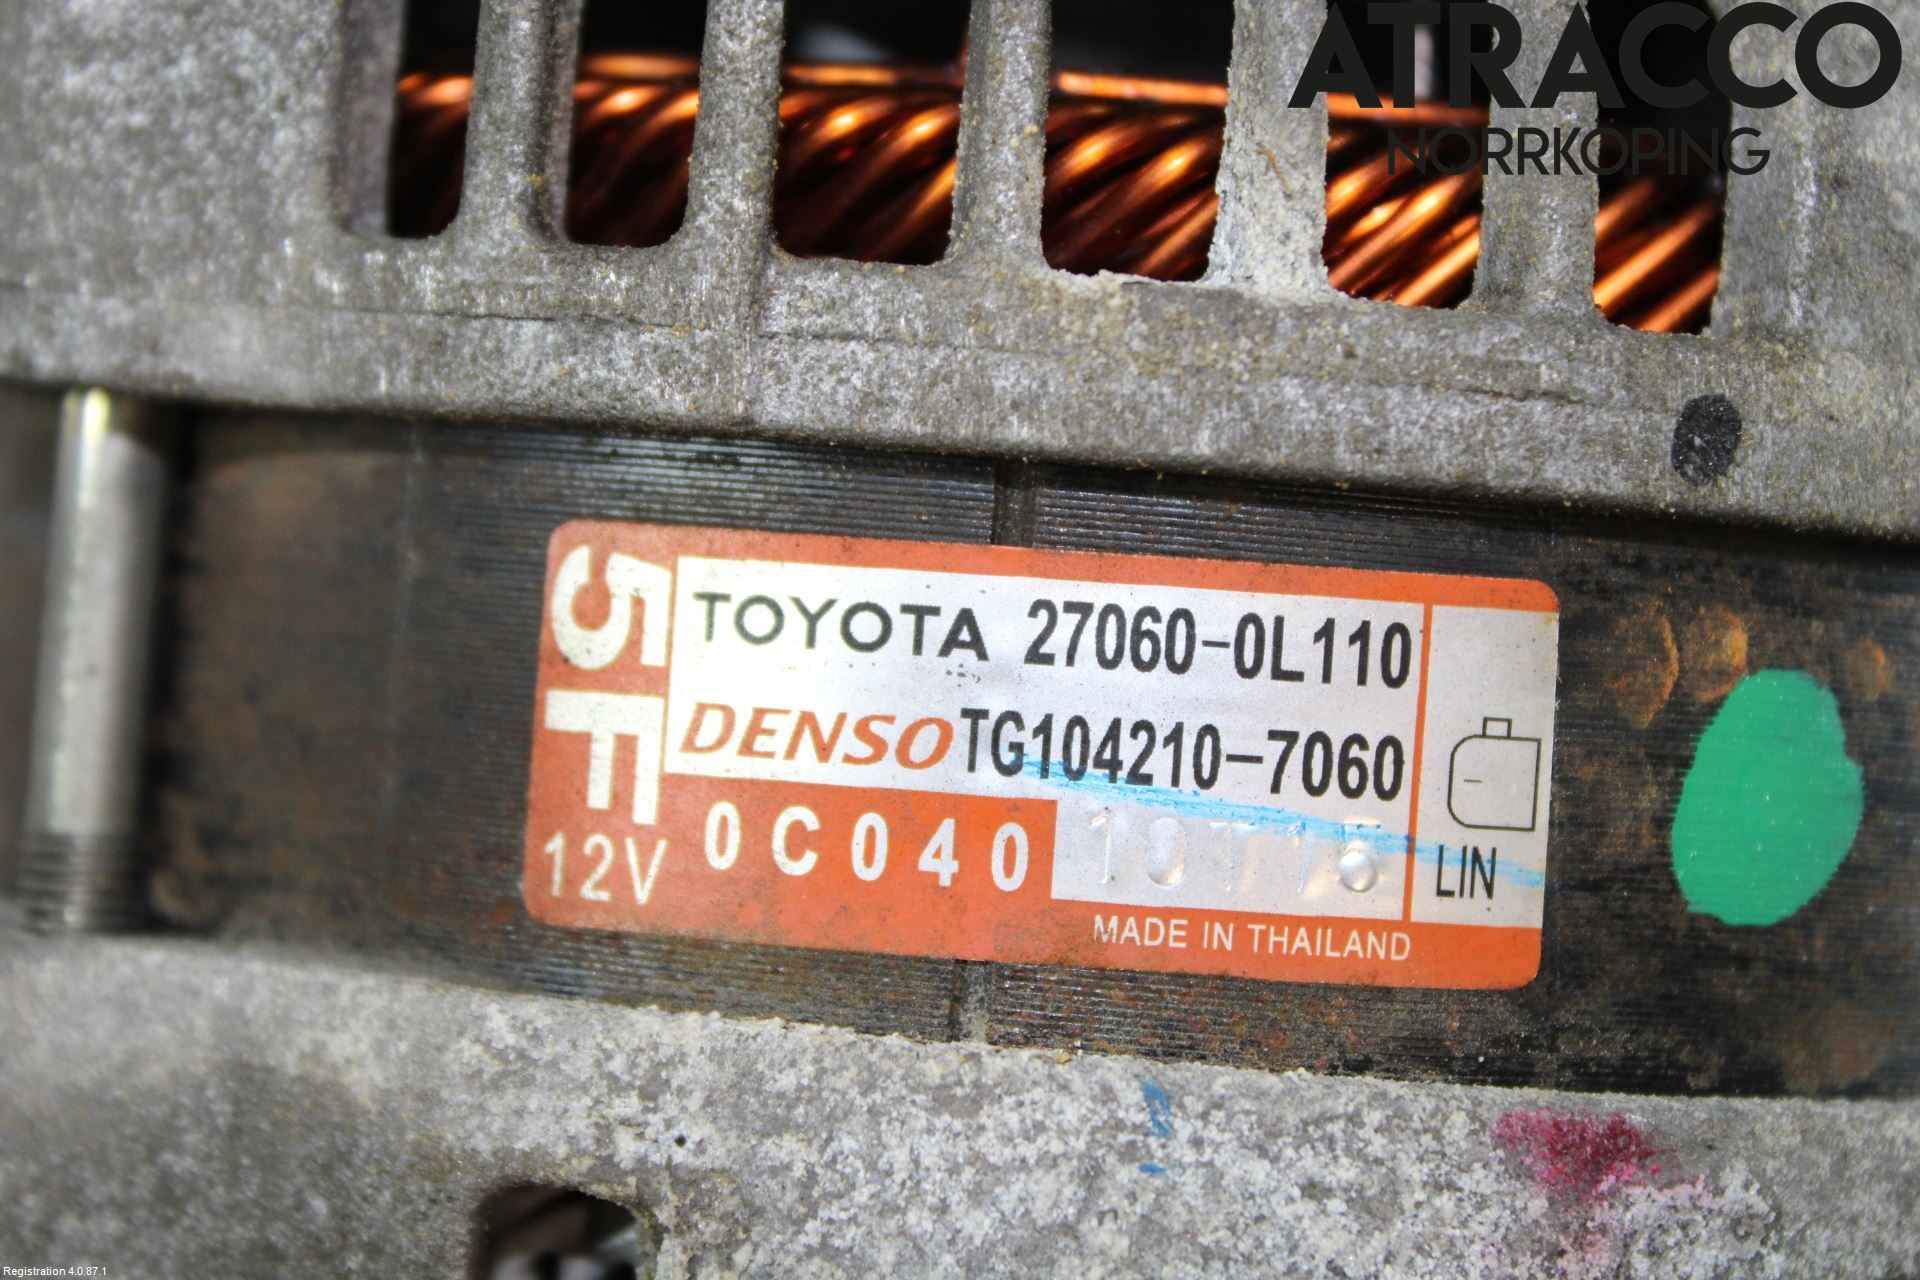 ATRACCO
NORRKOPING
5F
TOYOTA 27060-0L110
DENSO TG104210-7060
12V
0C040
LIN
MADE IN THAILAND
Registration 4.0.87.1